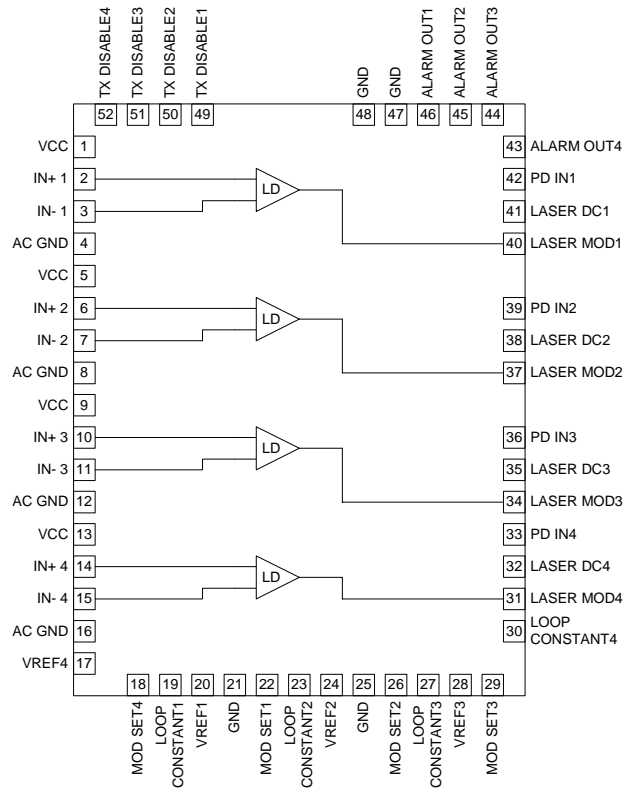 TX DISABLE4
TX DISABLE3
TX DISABLE2
TX DISABLE1
GND
GND
ALARM OUT1
ALARM OUT2
ALARM OUT3
52
51
50
49
48
47
46
45
44
VCC 1
IN+ 1 2
IN- 1 3
AC GND 4
VCC 5
IN+ 2 6
IN- 2 7
AC GND 8
VCC 9
IN+ 3 10
IN- 3 11
AC GND 12
VCC 13
IN+ 4 14
IN- 4 15
AC GND 16
VREF4 17
LD
LD
LD
LD
43 ALARM OUT4
42 PD IN1
41 LASER DC1
40 LASER MOD1
39 PD IN2
38 LASER DC2
37 LASER MOD2
36 PD IN3
35 LASER DC3
34 LASER MOD3
33 PD IN4
32 LASER DC4
31 LASER MOD4
30 LOOP
CONSTANT4
18
19
20
21
22
23
24
25
26
27
28
29
MOD SET4
LOOP
CONSTANT1
VREF1
GND
MOD SET1
LOOP
CONSTANT2
VREF2
GND
MOD SET2
LOOP
CONSTANT3
VREF3
MOD SET3